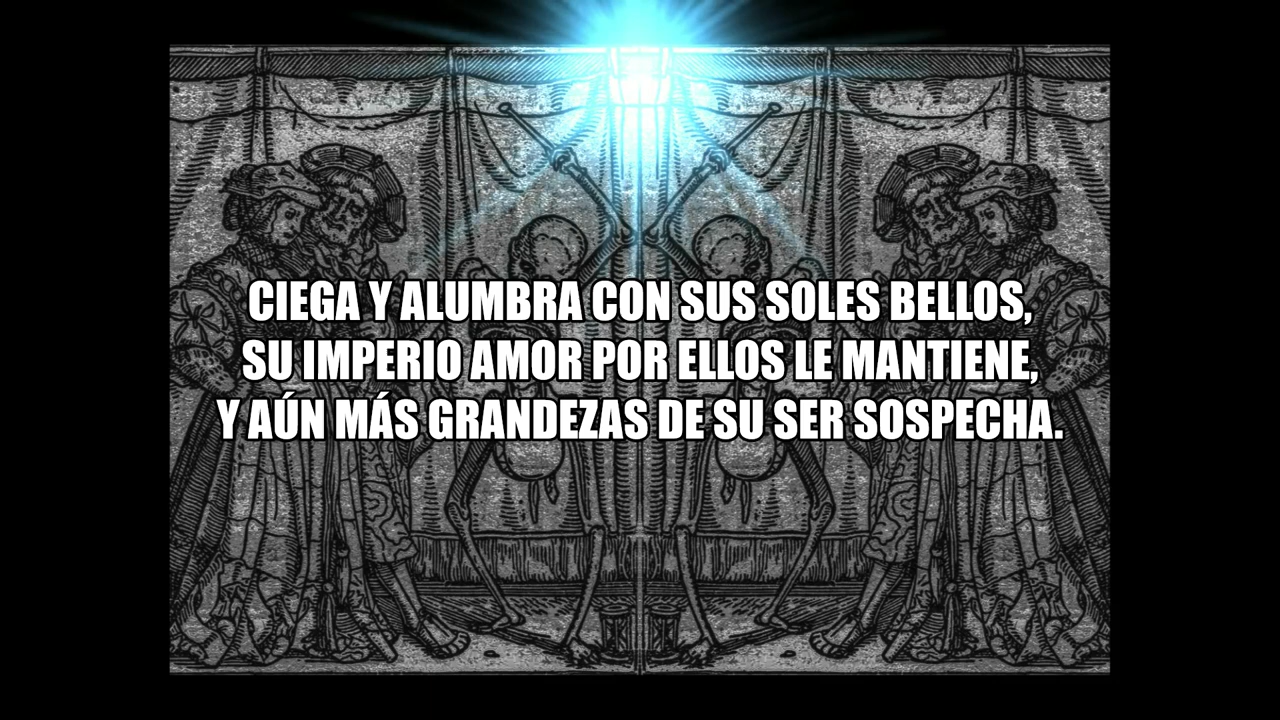 CIEGA Y ALUMBRA CON SUS SOLES BELLOS,
SU IMPERIO AMOR POR ELLOS LE MANTIENE,
Y AÚN MÁS GRANDEZAS DE SU SER SOSPECHA.